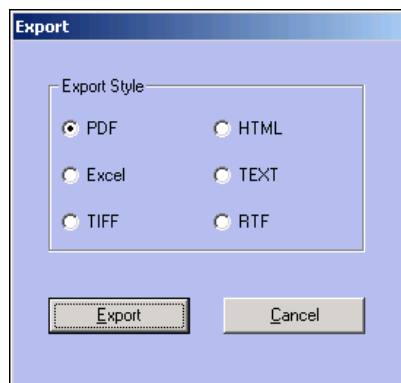 Export
Export Style
PDF HTML
Excel TEXT
TIFF RTF
Export Cancel